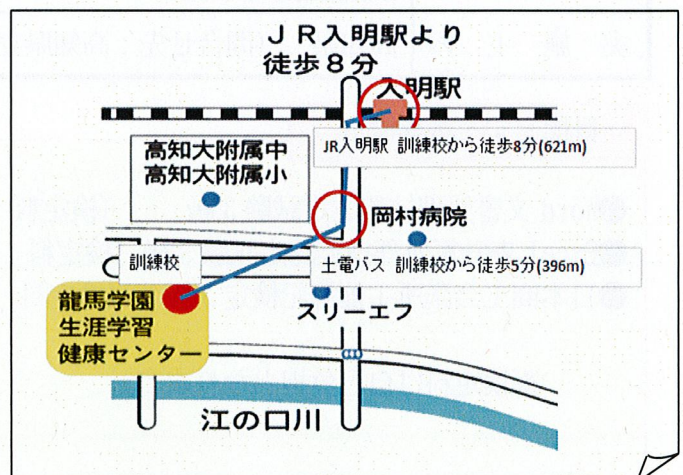 JR入明駅より
徒歩8分
入明駅
JR入明駅 訓練校から徒歩8分(621m)
高知大附属中
高知大附属小
岡村病院
訓練校
土電バス 訓練校から徒歩5分(396m)
龍馬学園
生涯学習
健康センター
スリーエフ
江の口川